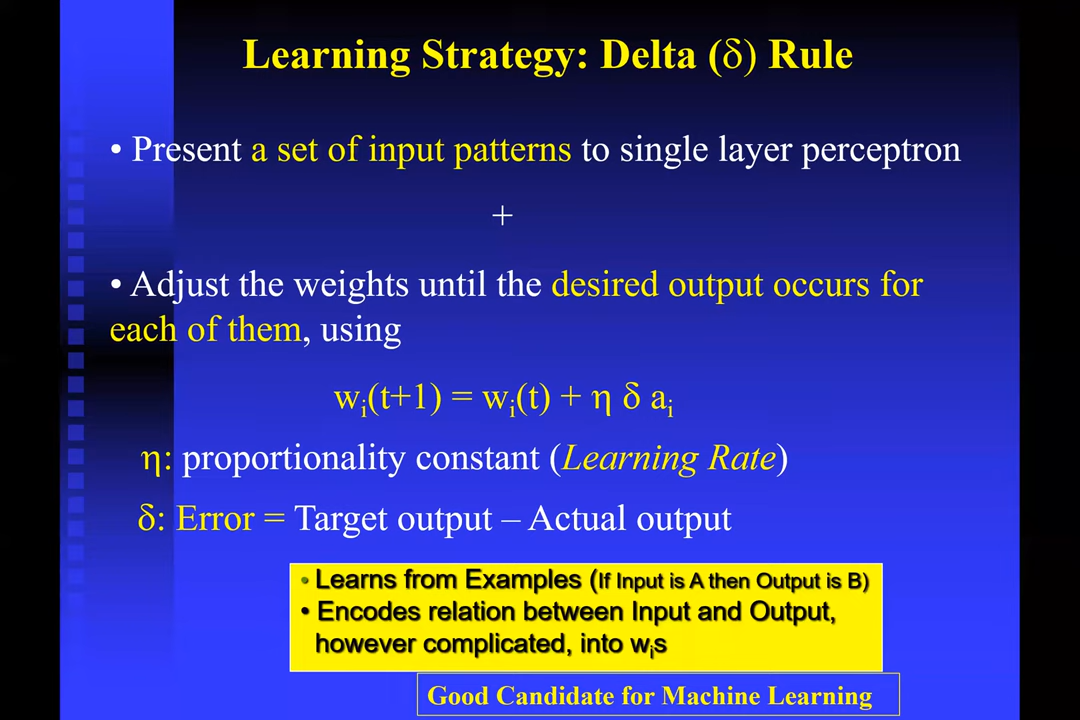 Learning Strategy: Delta (δ) Rule
• Present a set of input patterns to single layer perceptron
+
• Adjust the weights until the desired output occurs for
each of them, using
wᵢ(t+1) = wᵢ(t) + η δ aᵢ
η: proportionality constant (Learning Rate)
δ: Error = Target output – Actual output
• Learns from Examples (If Input is A then Output is B)
• Encodes relation between Input and Output,
however complicated, into wᵢs
Good Candidate for Machine Learning